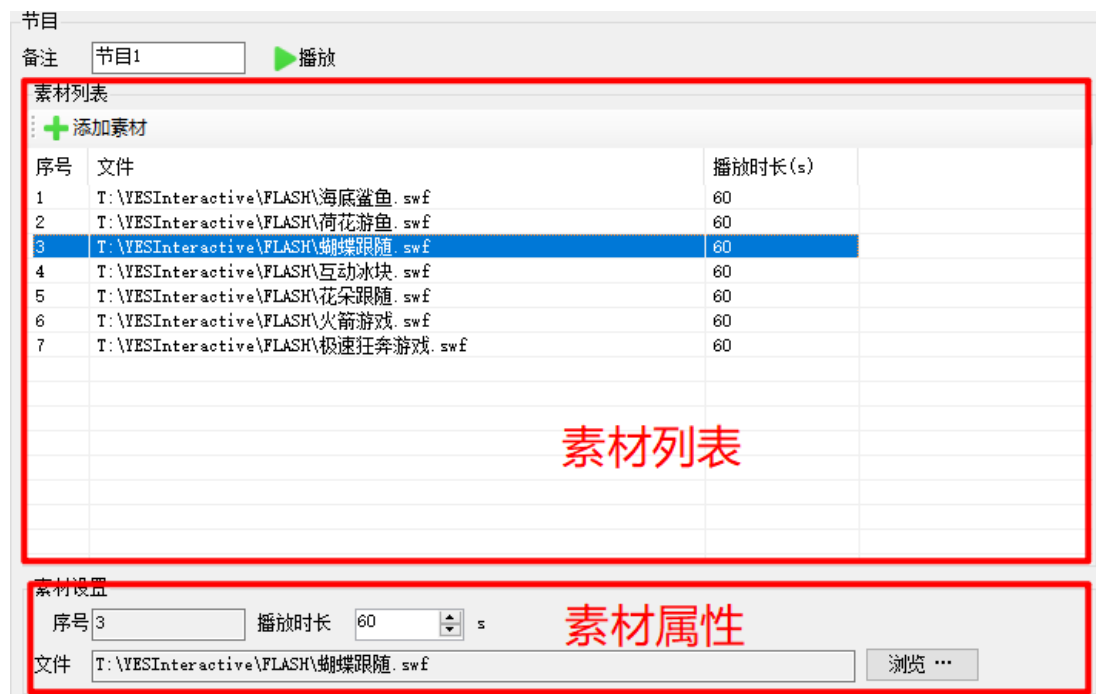 节目
备注 节目1 播放
素材列表
添加素材
序号 文件 播放时长(s)
1 T:\YESInteractive\FLASH\海底鲨鱼.swf 60
2 T:\YESInteractive\FLASH\荷花游鱼.swf 60
3 T:\YESInteractive\FLASH\蝴蝶跟随.swf 60
4 T:\YESInteractive\FLASH\互动冰块.swf 60
5 T:\YESInteractive\FLASH\花朵跟随.swf 60
6 T:\YESInteractive\FLASH\火箭游戏.swf 60
7 T:\YESInteractive\FLASH\极速狂奔游戏.swf 60
素材列表
素材设置
序号 3 播放时长 60 s 素材属性
文件 T:\YESInteractive\FLASH\蝴蝶跟随.swf 浏览 …